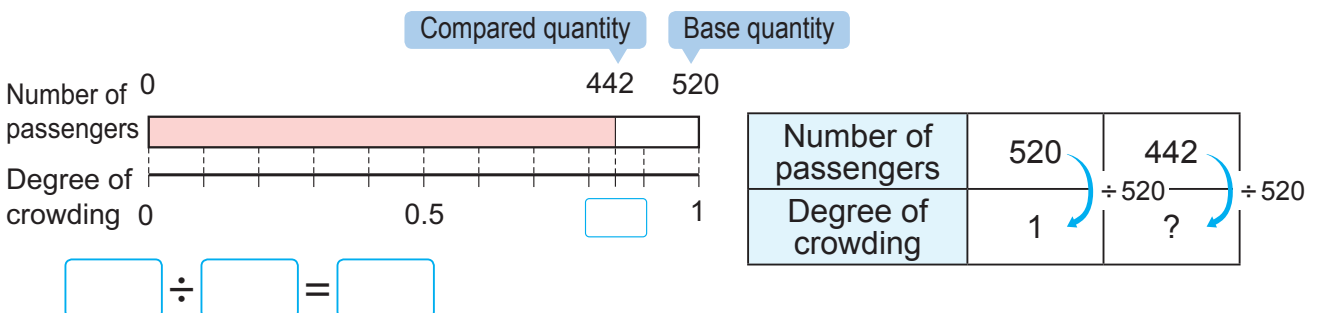 Compared quantity
Base quantity
Number of passengers
0
442
520
Degree of crowding
0
0.5
1
÷ =
Number of passengers
520
442
÷520
÷520
Degree of crowding
1
?